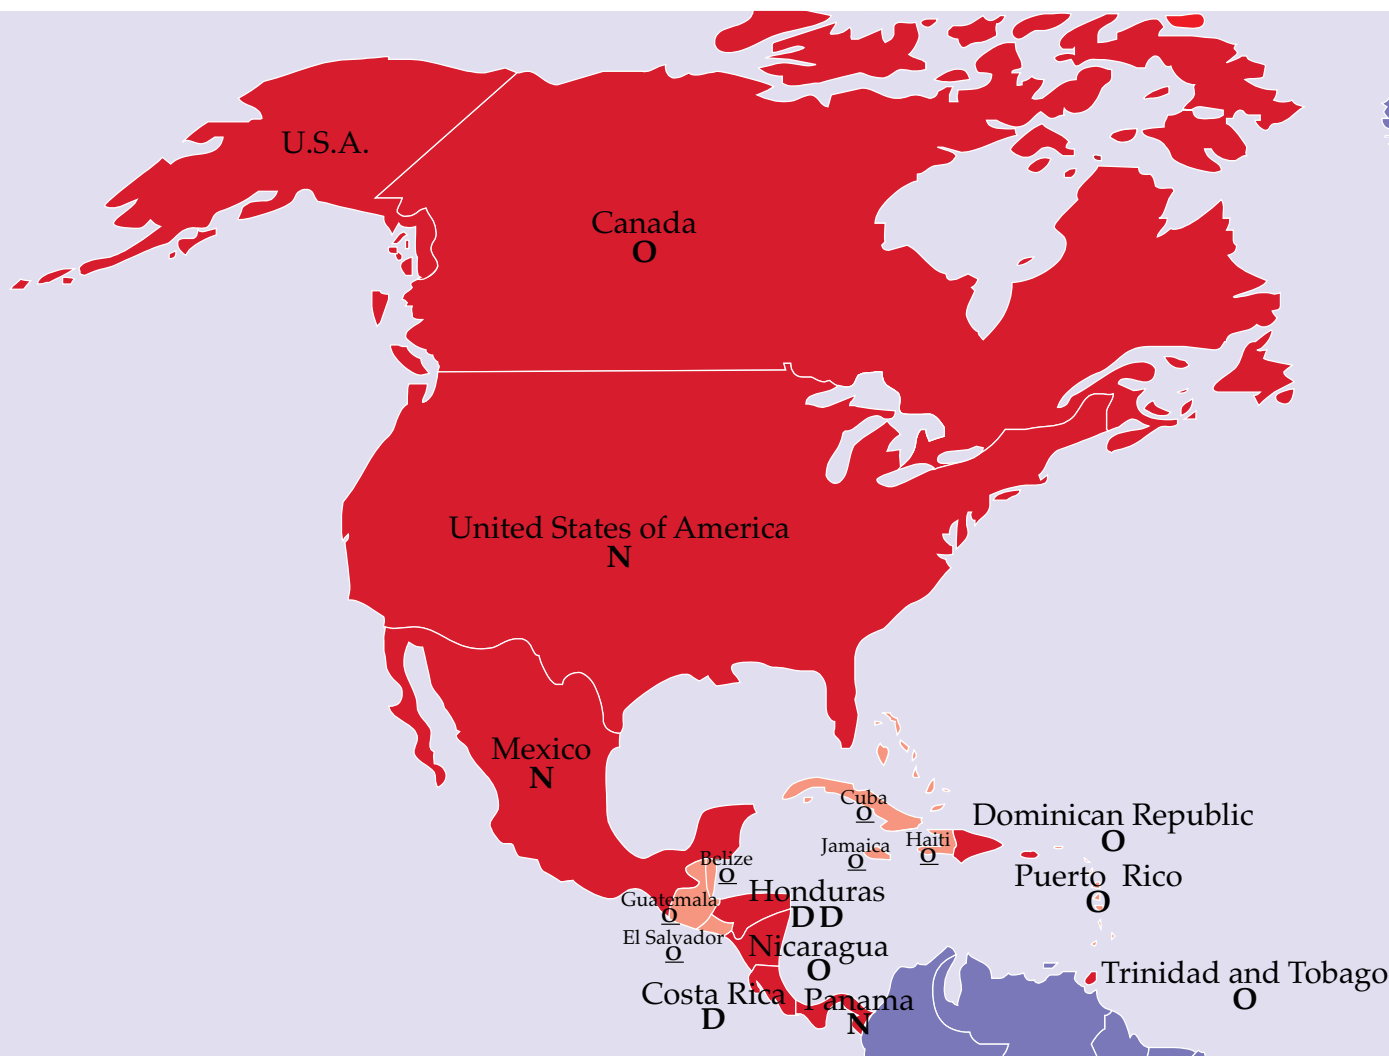 U.S.A.
Canada
O
United States of America
N
Mexico
N
Cuba
O
Dominican Republic
O
Jamaica
O
Haiti
O
Belize
O
Puerto Rico
O
Honduras
D D
Guatemala
O
El Salvador
O
Nicaragua
O
Trinidad and Tobago
O
Costa Rica
D
Panama
N